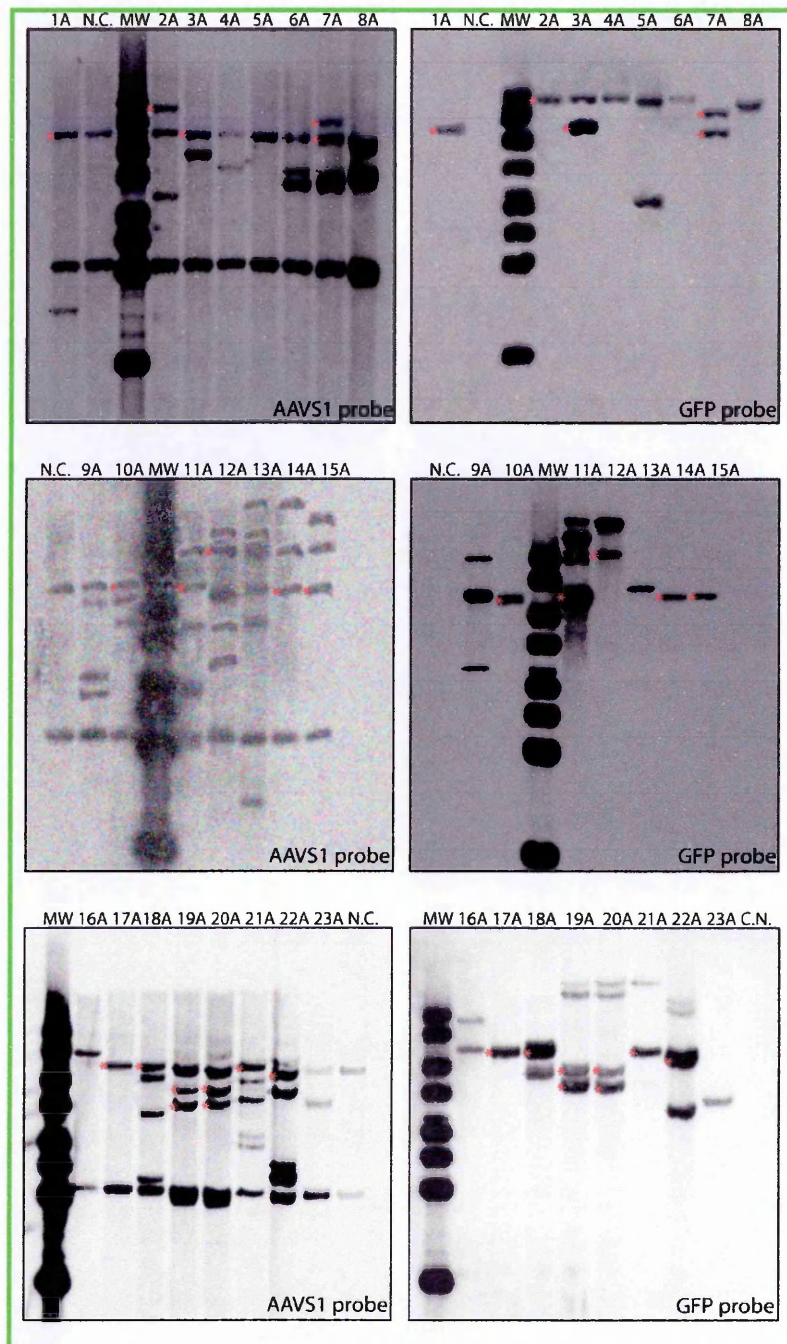 1A N.C. MW 2A 3A 4A 5A 6A 7A 8A
AAVS1 probe
1A N.C. MW 2A 3A 4A 5A 6A 7A 8A
GFP probe
N.C. 9A 10A MW 11A 12A 13A 14A 15A
AAVS1 probe
N.C. 9A 10A MW 11A 12A 13A 14A 15A
GFP probe
MW 16A 17A 18A 19A 20A 21A 22A 23A N.C.
AAVS1 probe
MW 16A 17A 18A 19A 20A 21A 22A 23A C.N.
GFP probe